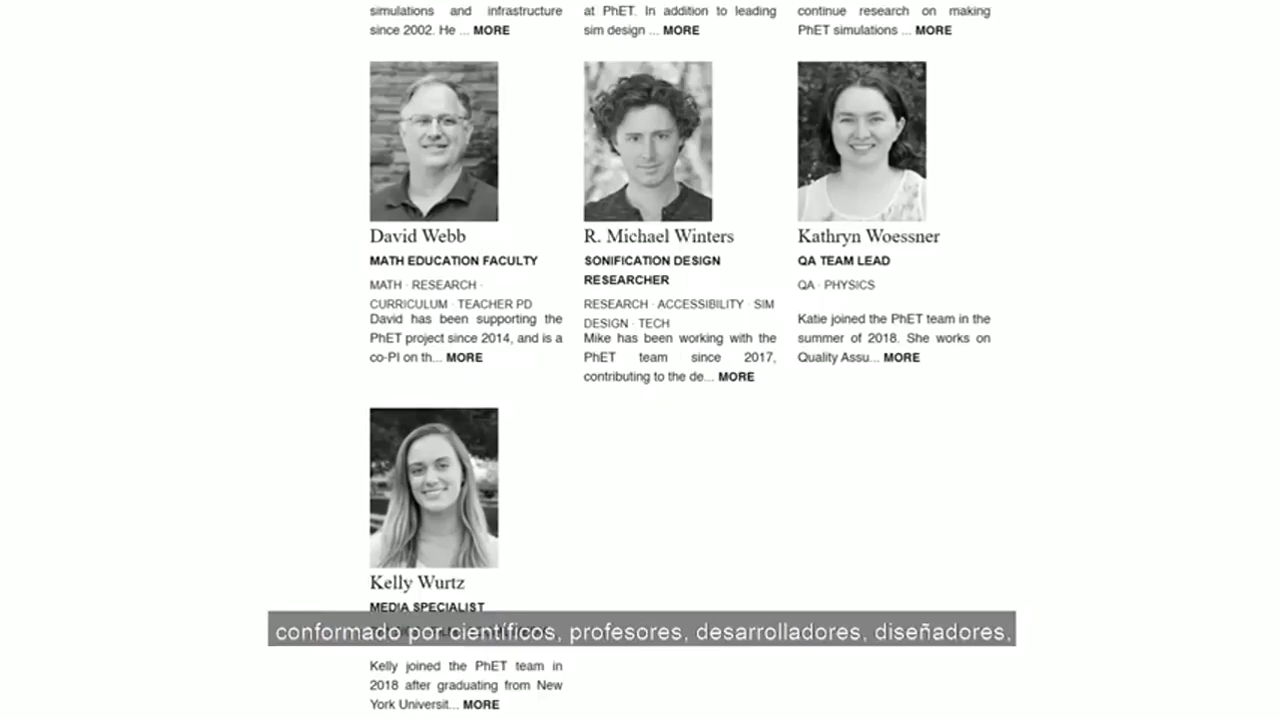 simulations and infrastructure
since 2002. He ... MORE
at PhET. In addition to leading
sim design ... MORE
continue research on making
PhET simulations ... MORE
David Webb
MATH EDUCATION FACULTY
MATH · RESEARCH ·
CURRICULUM · TEACHER PD
David has been supporting the
PhET project since 2014, and is a
co-PI on th... MORE
R. Michael Winters
SONIFICATION DESIGN
RESEARCHER
RESEARCH · ACCESSIBILITY · SIM
DESIGN · TECH
Mike has been working with the
PhET team since 2017,
contributing to the de... MORE
Kathryn Woessner
QA TEAM LEAD
QA · PHYSICS
Katie joined the PhET team in the
summer of 2018. She works on
Quality Assu... MORE
Kelly Wurtz
MEDIA SPECIALIST
Kelly joined the PhET team in
2018 after graduating from New
York Universit... MORE
conformado por científicos, profesores, desarrolladores, diseñadores,